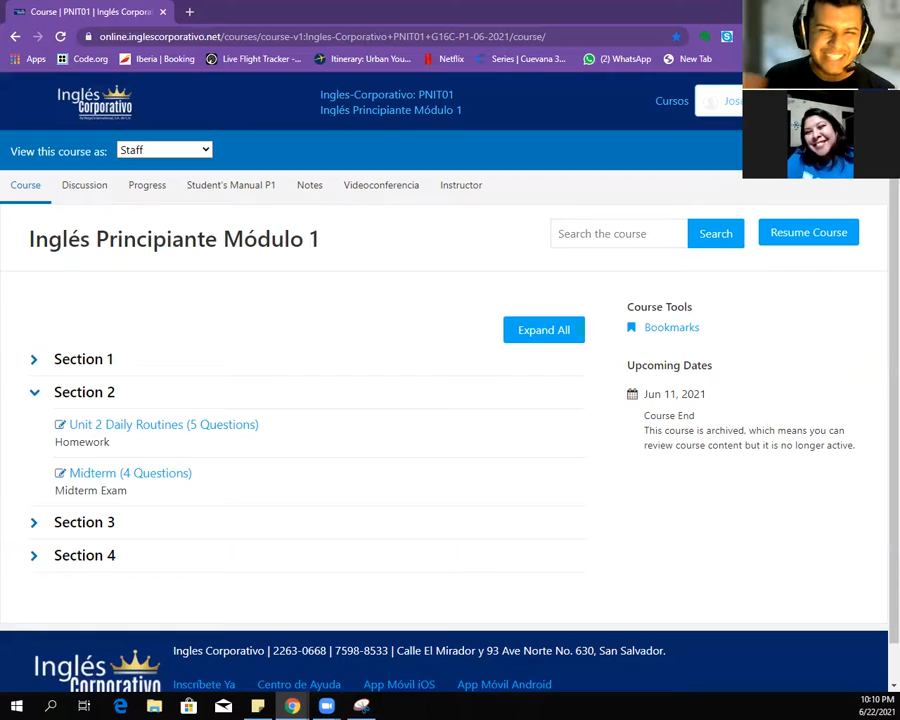 Course | PNIT01 | Inglés Corpora
online.inglescorporativo.net/courses/course-v1:Ingles-Corporativo+PNIT01+G16C-P1-06-2021/course/
Apps Code.org Iberia | Booking Live Flight Tracker -... Itinerary: Urban You... Netflix Series | Cuevana 3... (2) WhatsApp New Tab
Inglés
Corporativo
Ingles-Corporativo: PNIT01
Inglés Principiante Módulo 1
Cursos
View this course as: Staff
Course Discussion Progress Student's Manual P1 Notes Videoconferencia Instructor
Inglés Principiante Módulo 1
Search the course Search Resume Course
Expand All
Section 1
Section 2
Unit 2 Daily Routines (5 Questions)
Homework
Midterm (4 Questions)
Midterm Exam
Section 3
Section 4
Course Tools
Bookmarks
Upcoming Dates
Jun 11, 2021
Course End
This course is archived, which means you can
review course content but it is no longer active.
Inglés
Corporativo
Ingles Corporativo | 2263-0668 | 7598-8533 | Calle El Mirador y 93 Ave Norte No. 630, San Salvador.
Inscríbete Ya Centro de Ayuda App Móvil iOS App Móvil Android
10:10 PM
6/22/2021